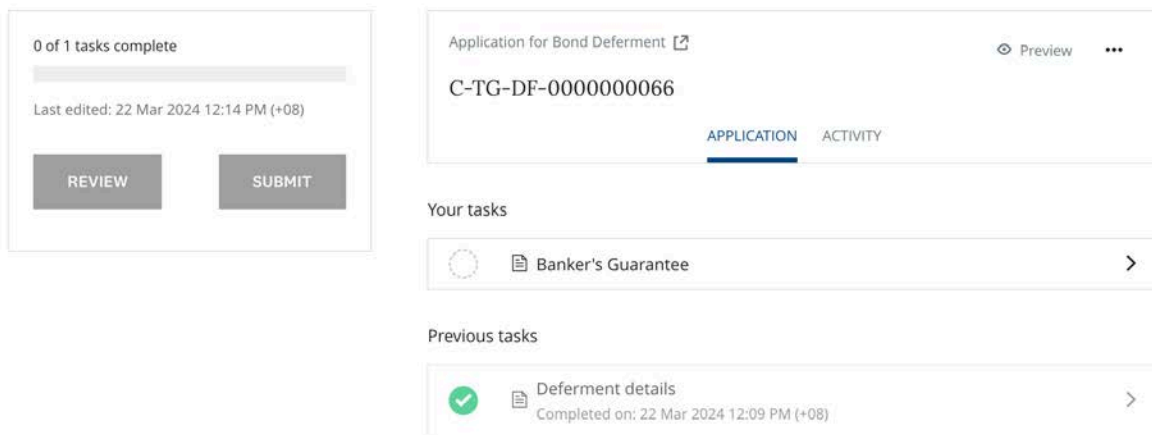 0 of 1 tasks complete
Last edited: 22 Mar 2024 12:14 PM (+08)
REVIEW
SUBMIT
Application for Bond Deferment
Preview
C-TG-DF-0000000066
APPLICATION
ACTIVITY
Your tasks
Banker's Guarantee
Previous tasks
Deferment details
Completed on: 22 Mar 2024 12:09 PM (+08)